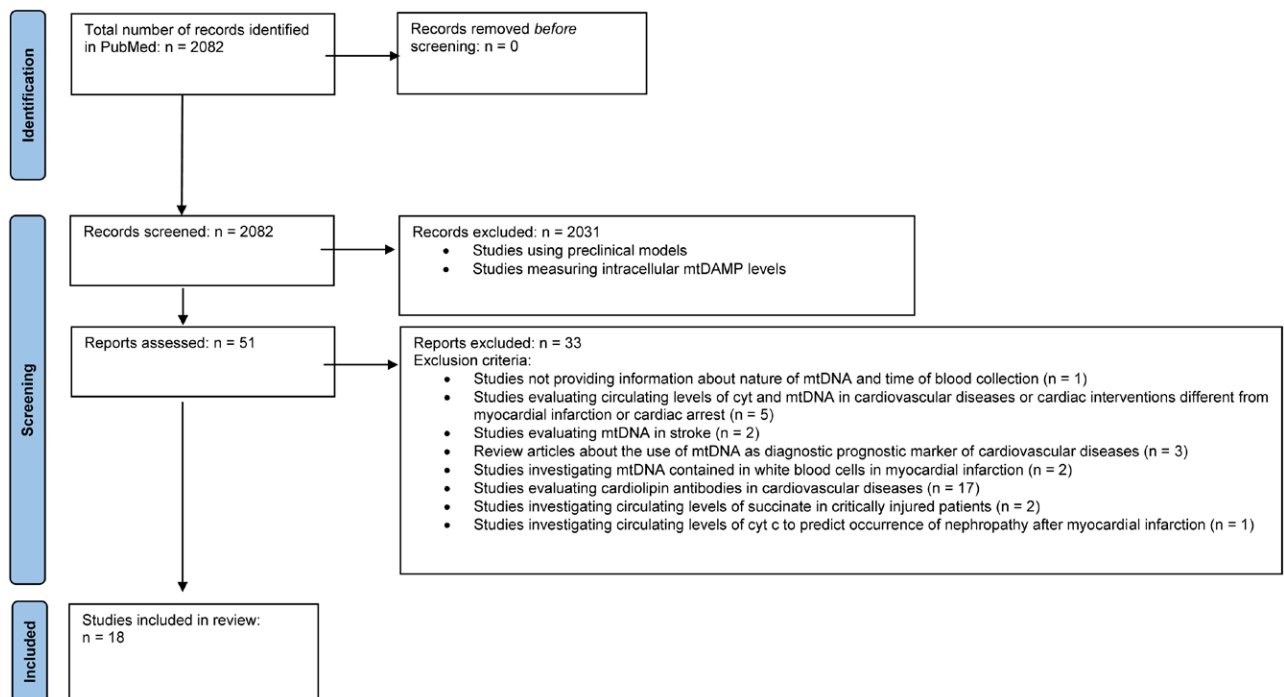 Identification
Total number of records identified
in PubMed: n = 2082
Records removed before
screening: n = 0
Screening
Records screened: n = 2082
Records excluded: n = 2031
• Studies using preclinical models
• Studies measuring intracellular mtDAMP levels
Reports assessed: n = 51
Reports excluded: n = 33
Exclusion criteria:
• Studies not providing information about nature of mtDNA and time of blood collection (n = 1)
• Studies evaluating circulating levels of cyt and mtDNA in cardiovascular diseases or cardiac interventions different from
myocardial infarction or cardiac arrest (n = 5)
• Studies evaluating mtDNA in stroke (n = 2)
• Review articles about the use of mtDNA as diagnostic prognostic marker of cardiovascular diseases (n = 3)
• Studies investigating mtDNA contained in white blood cells in myocardial infarction (n = 2)
• Studies evaluating cardiolipin antibodies in cardiovascular diseases (n = 17)
• Studies investigating circulating levels of succinate in critically injured patients (n = 2)
• Studies investigating circulating levels of cyt c to predict occurrence of nephropathy after myocardial infarction (n = 1)
Included
Studies included in review:
n = 18